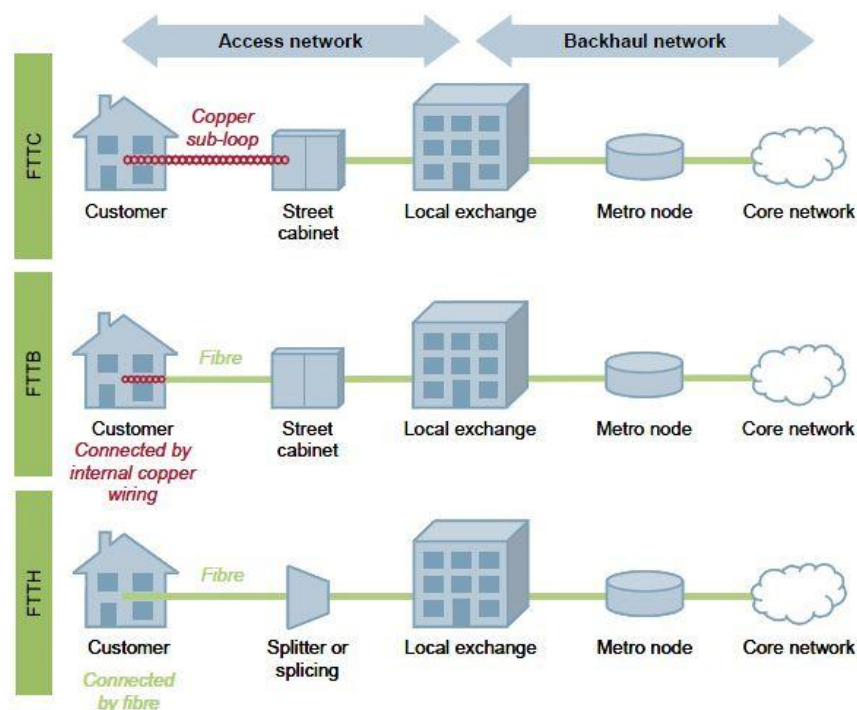 Access network
Backhaul network
FTTC
Copper
sub-loop
Customer
Street
cabinet
Local exchange
Metro node
Core network
FTTB
Fibre
Customer
Connected by
internal copper
wiring
Street
cabinet
Local exchange
Metro node
Core network
FTTH
Fibre
Customer
Connected
by fibre
Splitter or
splicing
Local exchange
Metro node
Core network